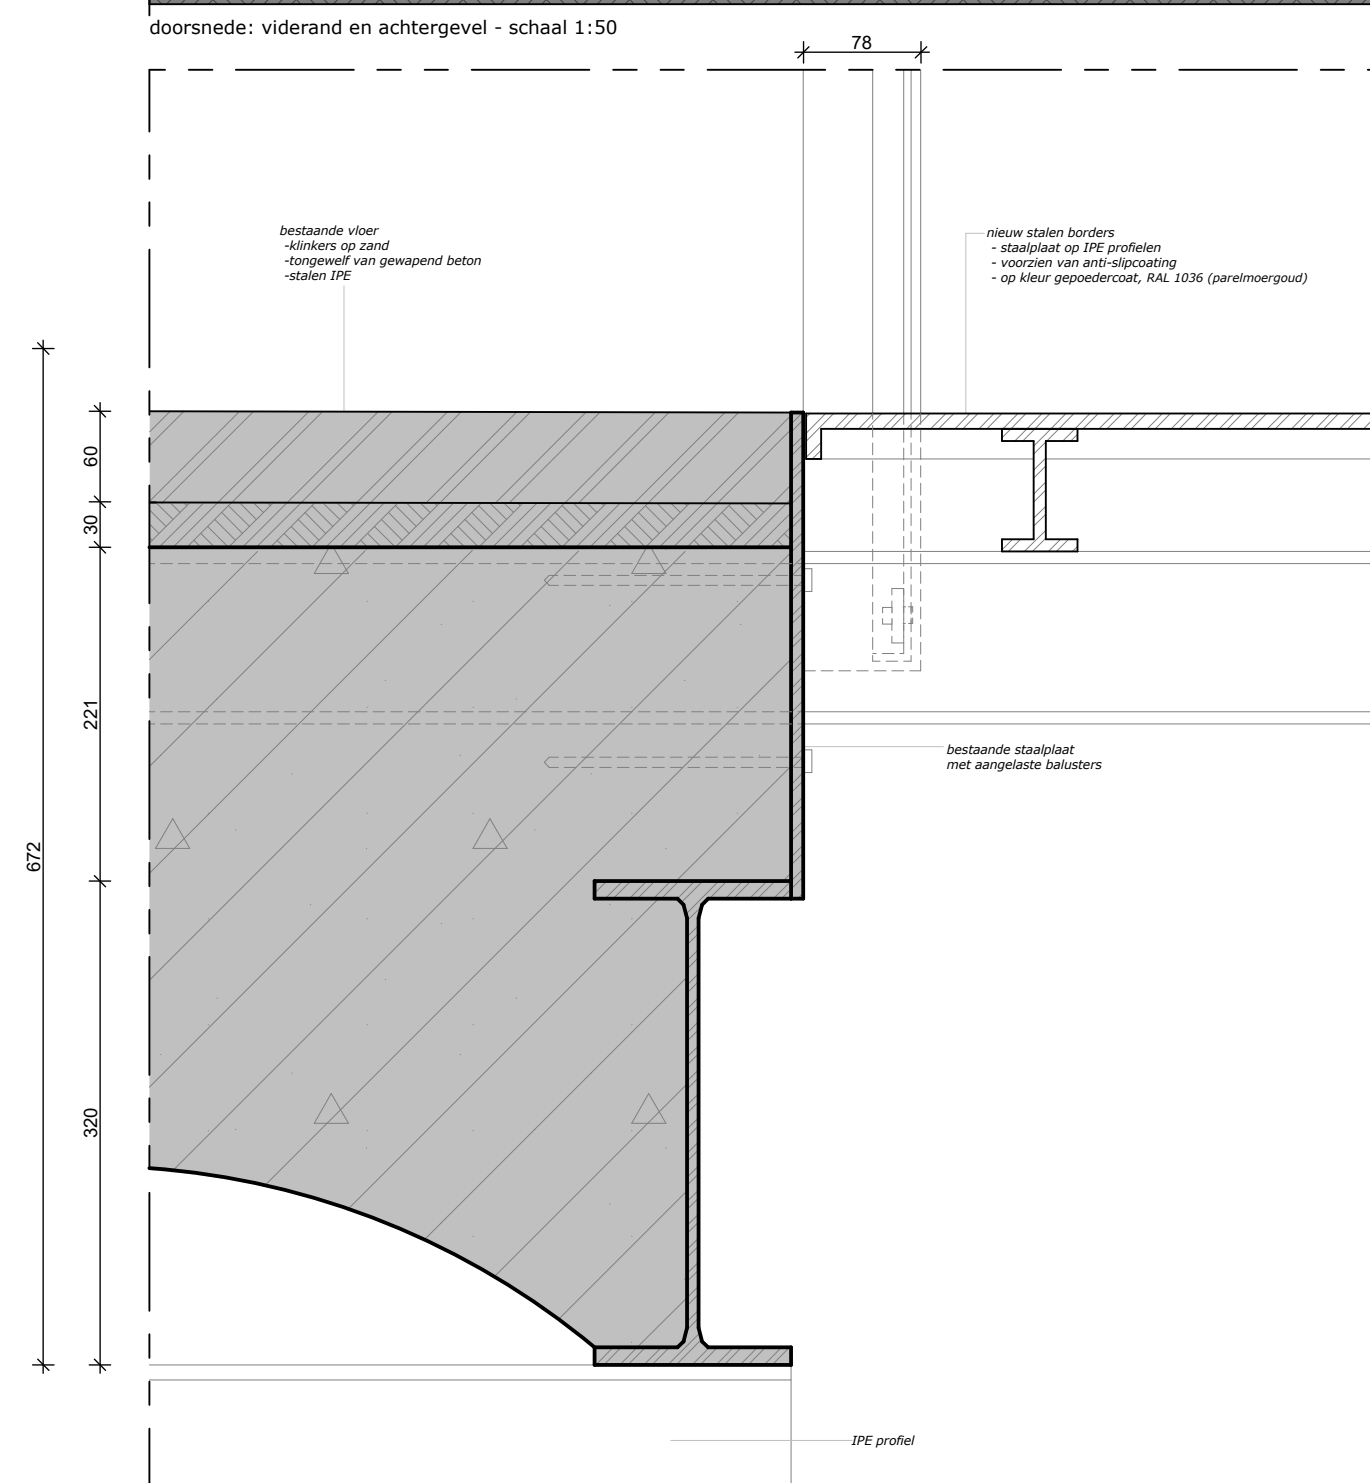 doorsnede: viderand en achtergevel - schaal 1:50
78
bestaande vloer
-klinkers op zand
-tongewelf van gewapend beton
-stalen IPE
nieuw stalen borders
- staalplaat op IPE profielen
- voorzien van anti-slipcoating
- op kleur gepoedercoat, RAL 1036 (parelmoergoud)
60
30
221
672
320
bestaande staalplaat
met aangelaste balusters
IPE profiel